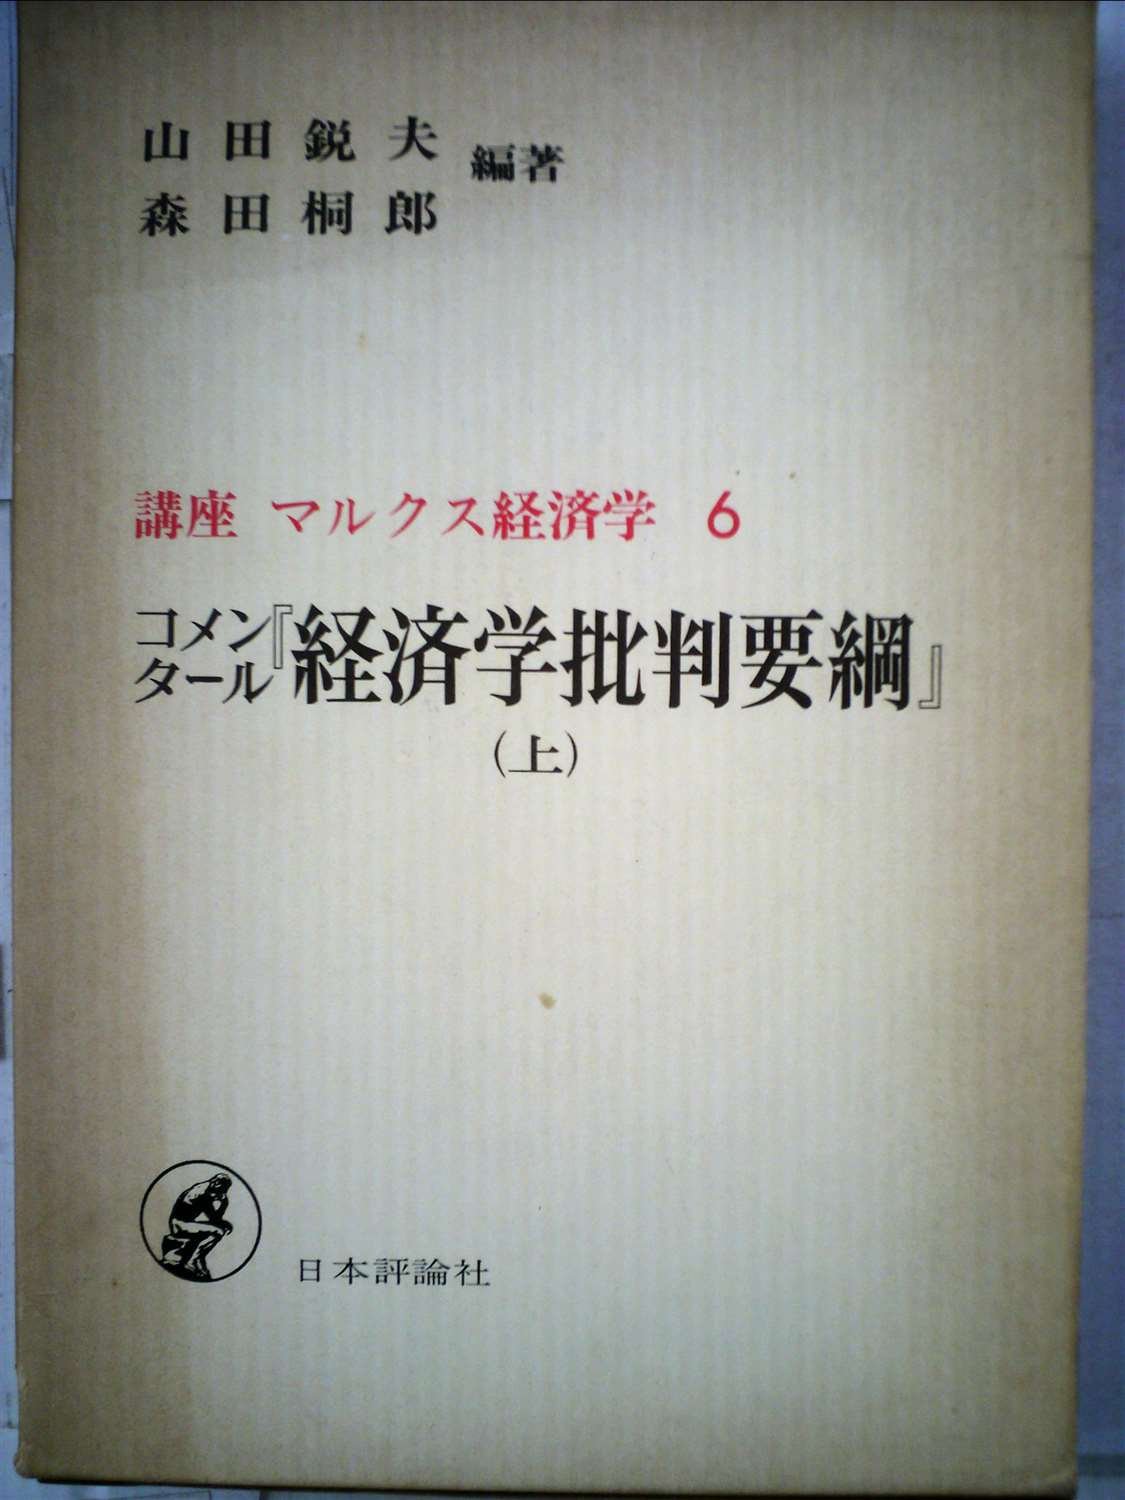 山田鋭夫
森田桐郎
編著
講座 マルクス経済学 6
コメンタール『経済学批判要綱』
(上)
日本評論社